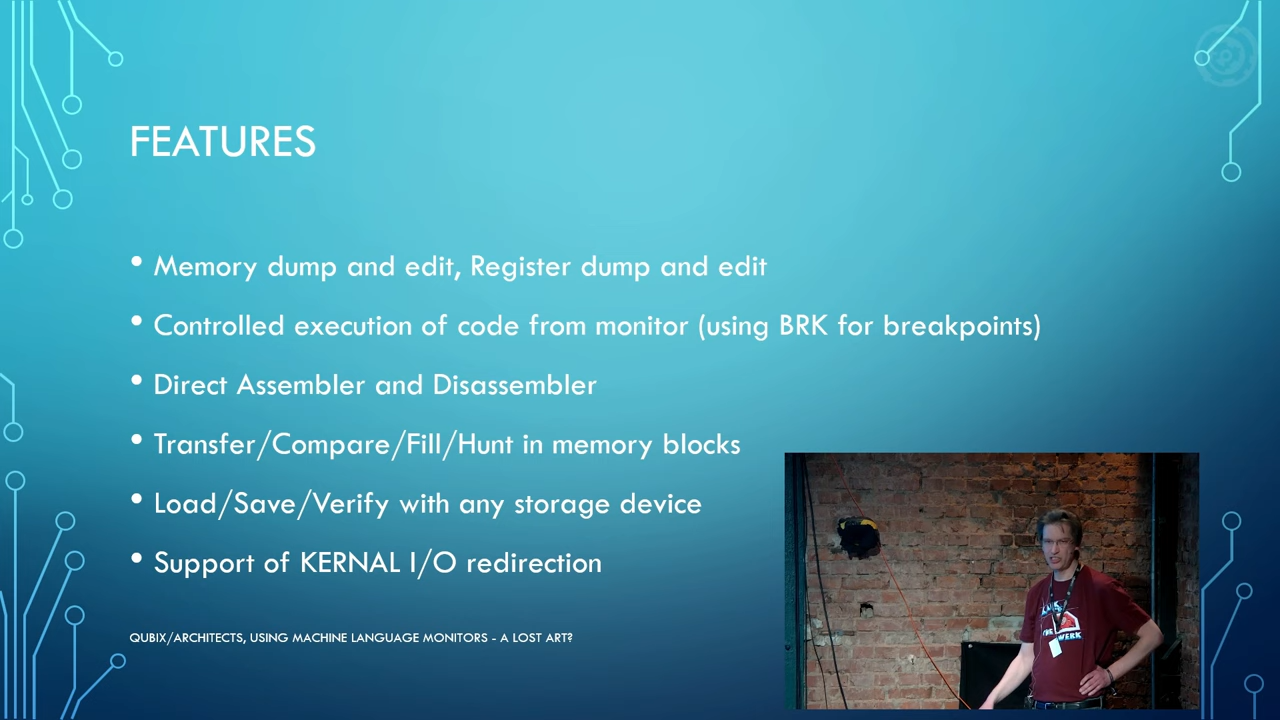 FEATURES
• Memory dump and edit, Register dump and edit
• Controlled execution of code from monitor (using BRK for breakpoints)
• Direct Assembler and Disassembler
• Transfer/Compare/Fill/Hunt in memory blocks
• Load/Save/Verify with any storage device
• Support of KERNAL I/O redirection
QUBIX/ARCHITECTS, USING MACHINE LANGUAGE MONITORS - A LOST ART?